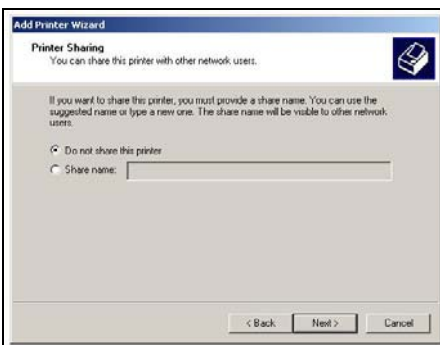 Add Printer Wizard
Printer Sharing
You can share this printer with other network users.
If you want to share this printer, you must provide a share name. You can use the
suggested name or type a new one. The share name will be visible to other network
users.
Do not share this printer
Share name:
< Back
Next >
Cancel